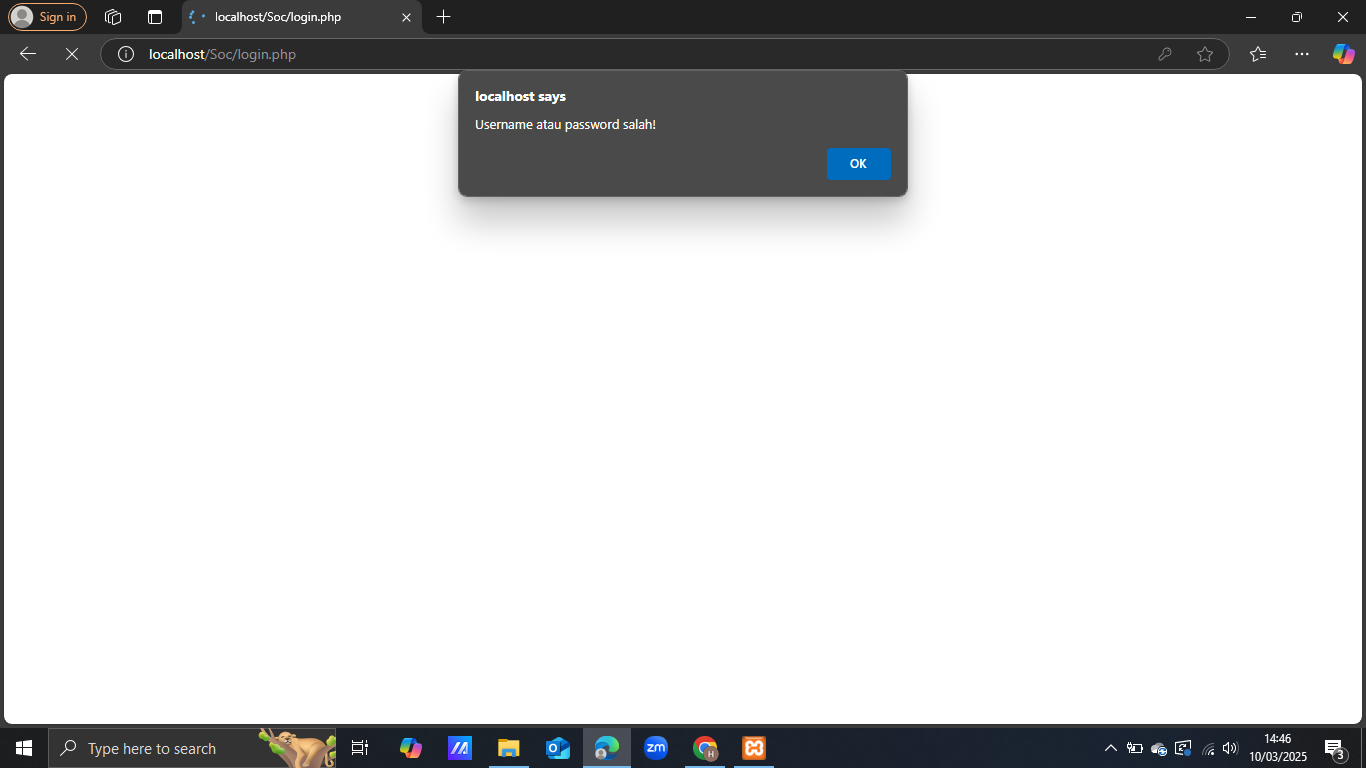 Sign in
localhost/Soc/login.php
localhost/Soc/login.php
localhost says
Username atau password salah!
OK
Type here to search
zm
H
14:46
10/03/2025
3